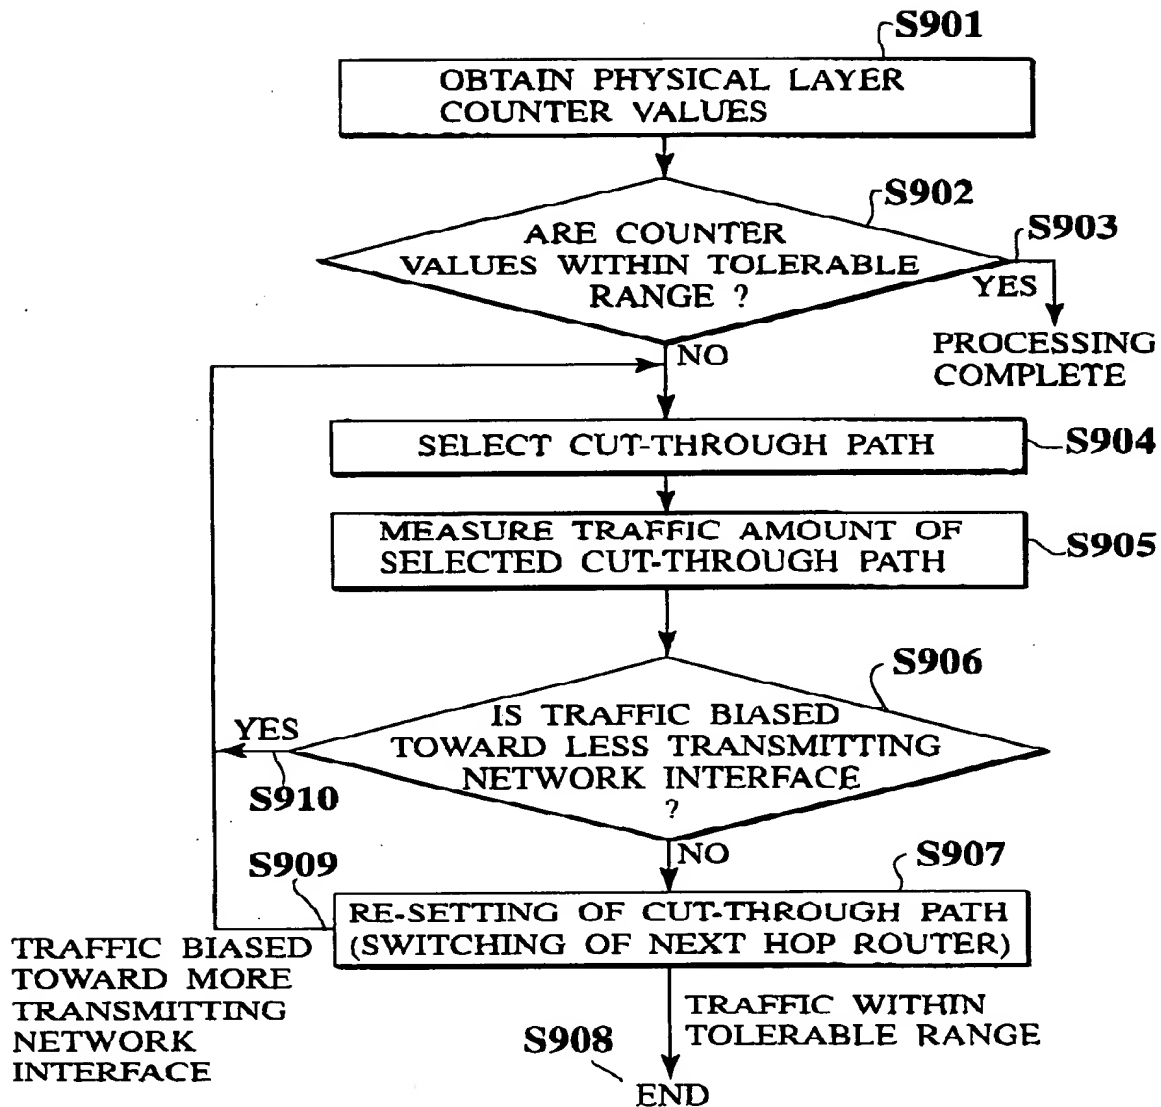 S901
OBTAIN PHYSICAL LAYER
COUNTER VALUES
S902
ARE COUNTER
VALUES WITHIN TOLERABLE
RANGE ?
S903
YES
PROCESSING
COMPLETE
NO
SELECT CUT-THROUGH PATH
S904
MEASURE TRAFFIC AMOUNT OF
SELECTED CUT-THROUGH PATH
S905
S906
IS TRAFFIC BIASED
TOWARD LESS TRANSMITTING
NETWORK INTERFACE
?
YES
S910
NO
S907
S909
RE-SETTING OF CUT-THROUGH PATH
(SWITCHING OF NEXT HOP ROUTER)
TRAFFIC BIASED
TOWARD MORE
TRANSMITTING
NETWORK
INTERFACE
TRAFFIC WITHIN
TOLERABLE RANGE
S908
END